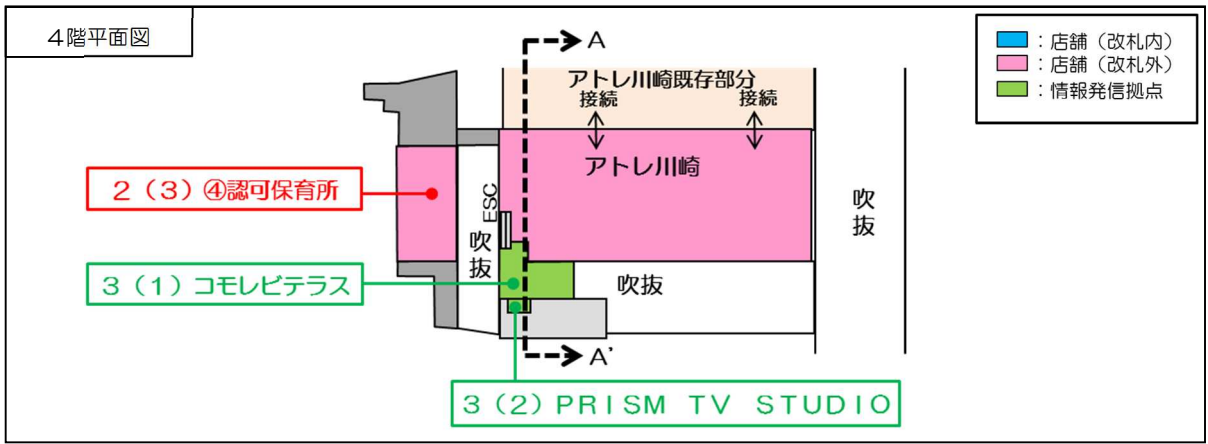 4階平面図
：店舗（改札内）
：店舗（改札外）
：情報発信拠点
A
アトレ川崎既存部分
接続
接続
アトレ川崎
2（3）④認可保育所
ESC
吹抜
吹抜
3（1）コモレビテラス
吹抜
A'
3（2）PRISM TV STUDIO